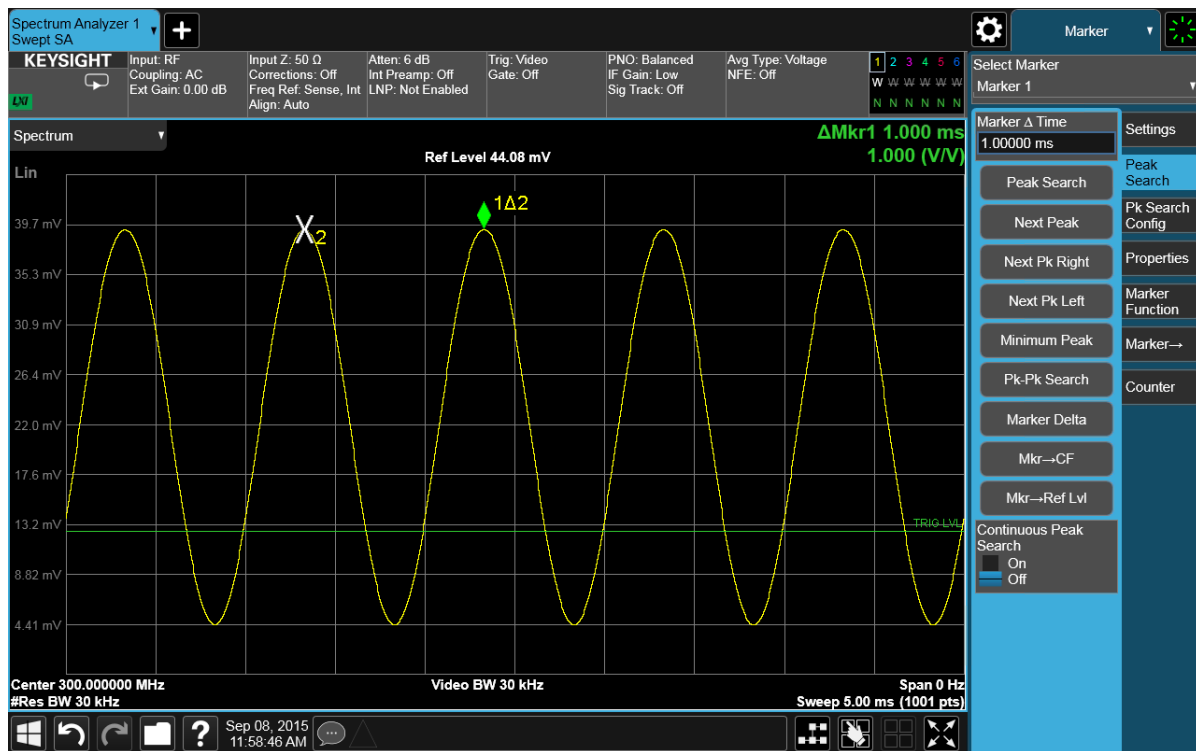 Spectrum Analyzer 1
Swept SA
Marker
KEYSIGHT
LXI
Input: RF
Coupling: AC
Ext Gain: 0.00 dB
Input Z: 50 Ω
Corrections: Off
Freq Ref: Sense, Int
Align: Auto
Atten: 6 dB
Int Preamp: Off
LNP: Not Enabled
Trig: Video
Gate: Off
PNO: Balanced
IF Gain: Low
Sig Track: Off
Avg Type: Voltage
NFE: Off
1 2 3 4 5 6
W W W W W W
N N N N N N
Select Marker
Marker 1
Spectrum
ΔMkr1 1.000 ms
Ref Level 44.08 mV
1.000 (V/V)
Lin
1Δ2
X2
39.7 mV
35.3 mV
30.9 mV
26.4 mV
22.0 mV
17.6 mV
13.2 mV
TRIG LVL
8.82 mV
4.41 mV
Center 300.000000 MHz
Video BW 30 kHz
Span 0 Hz
#Res BW 30 kHz
Sweep 5.00 ms (1001 pts)
Marker Δ Time
1.00000 ms
Peak Search
Next Peak
Next Pk Right
Next Pk Left
Minimum Peak
Pk-Pk Search
Marker Delta
Mkr→CF
Mkr→Ref Lvl
Continuous Peak
Search
On
Off
Settings
Peak
Search
Pk Search
Config
Properties
Marker
Function
Marker→
Counter
?
Sep 08, 2015
11:58:46 AM